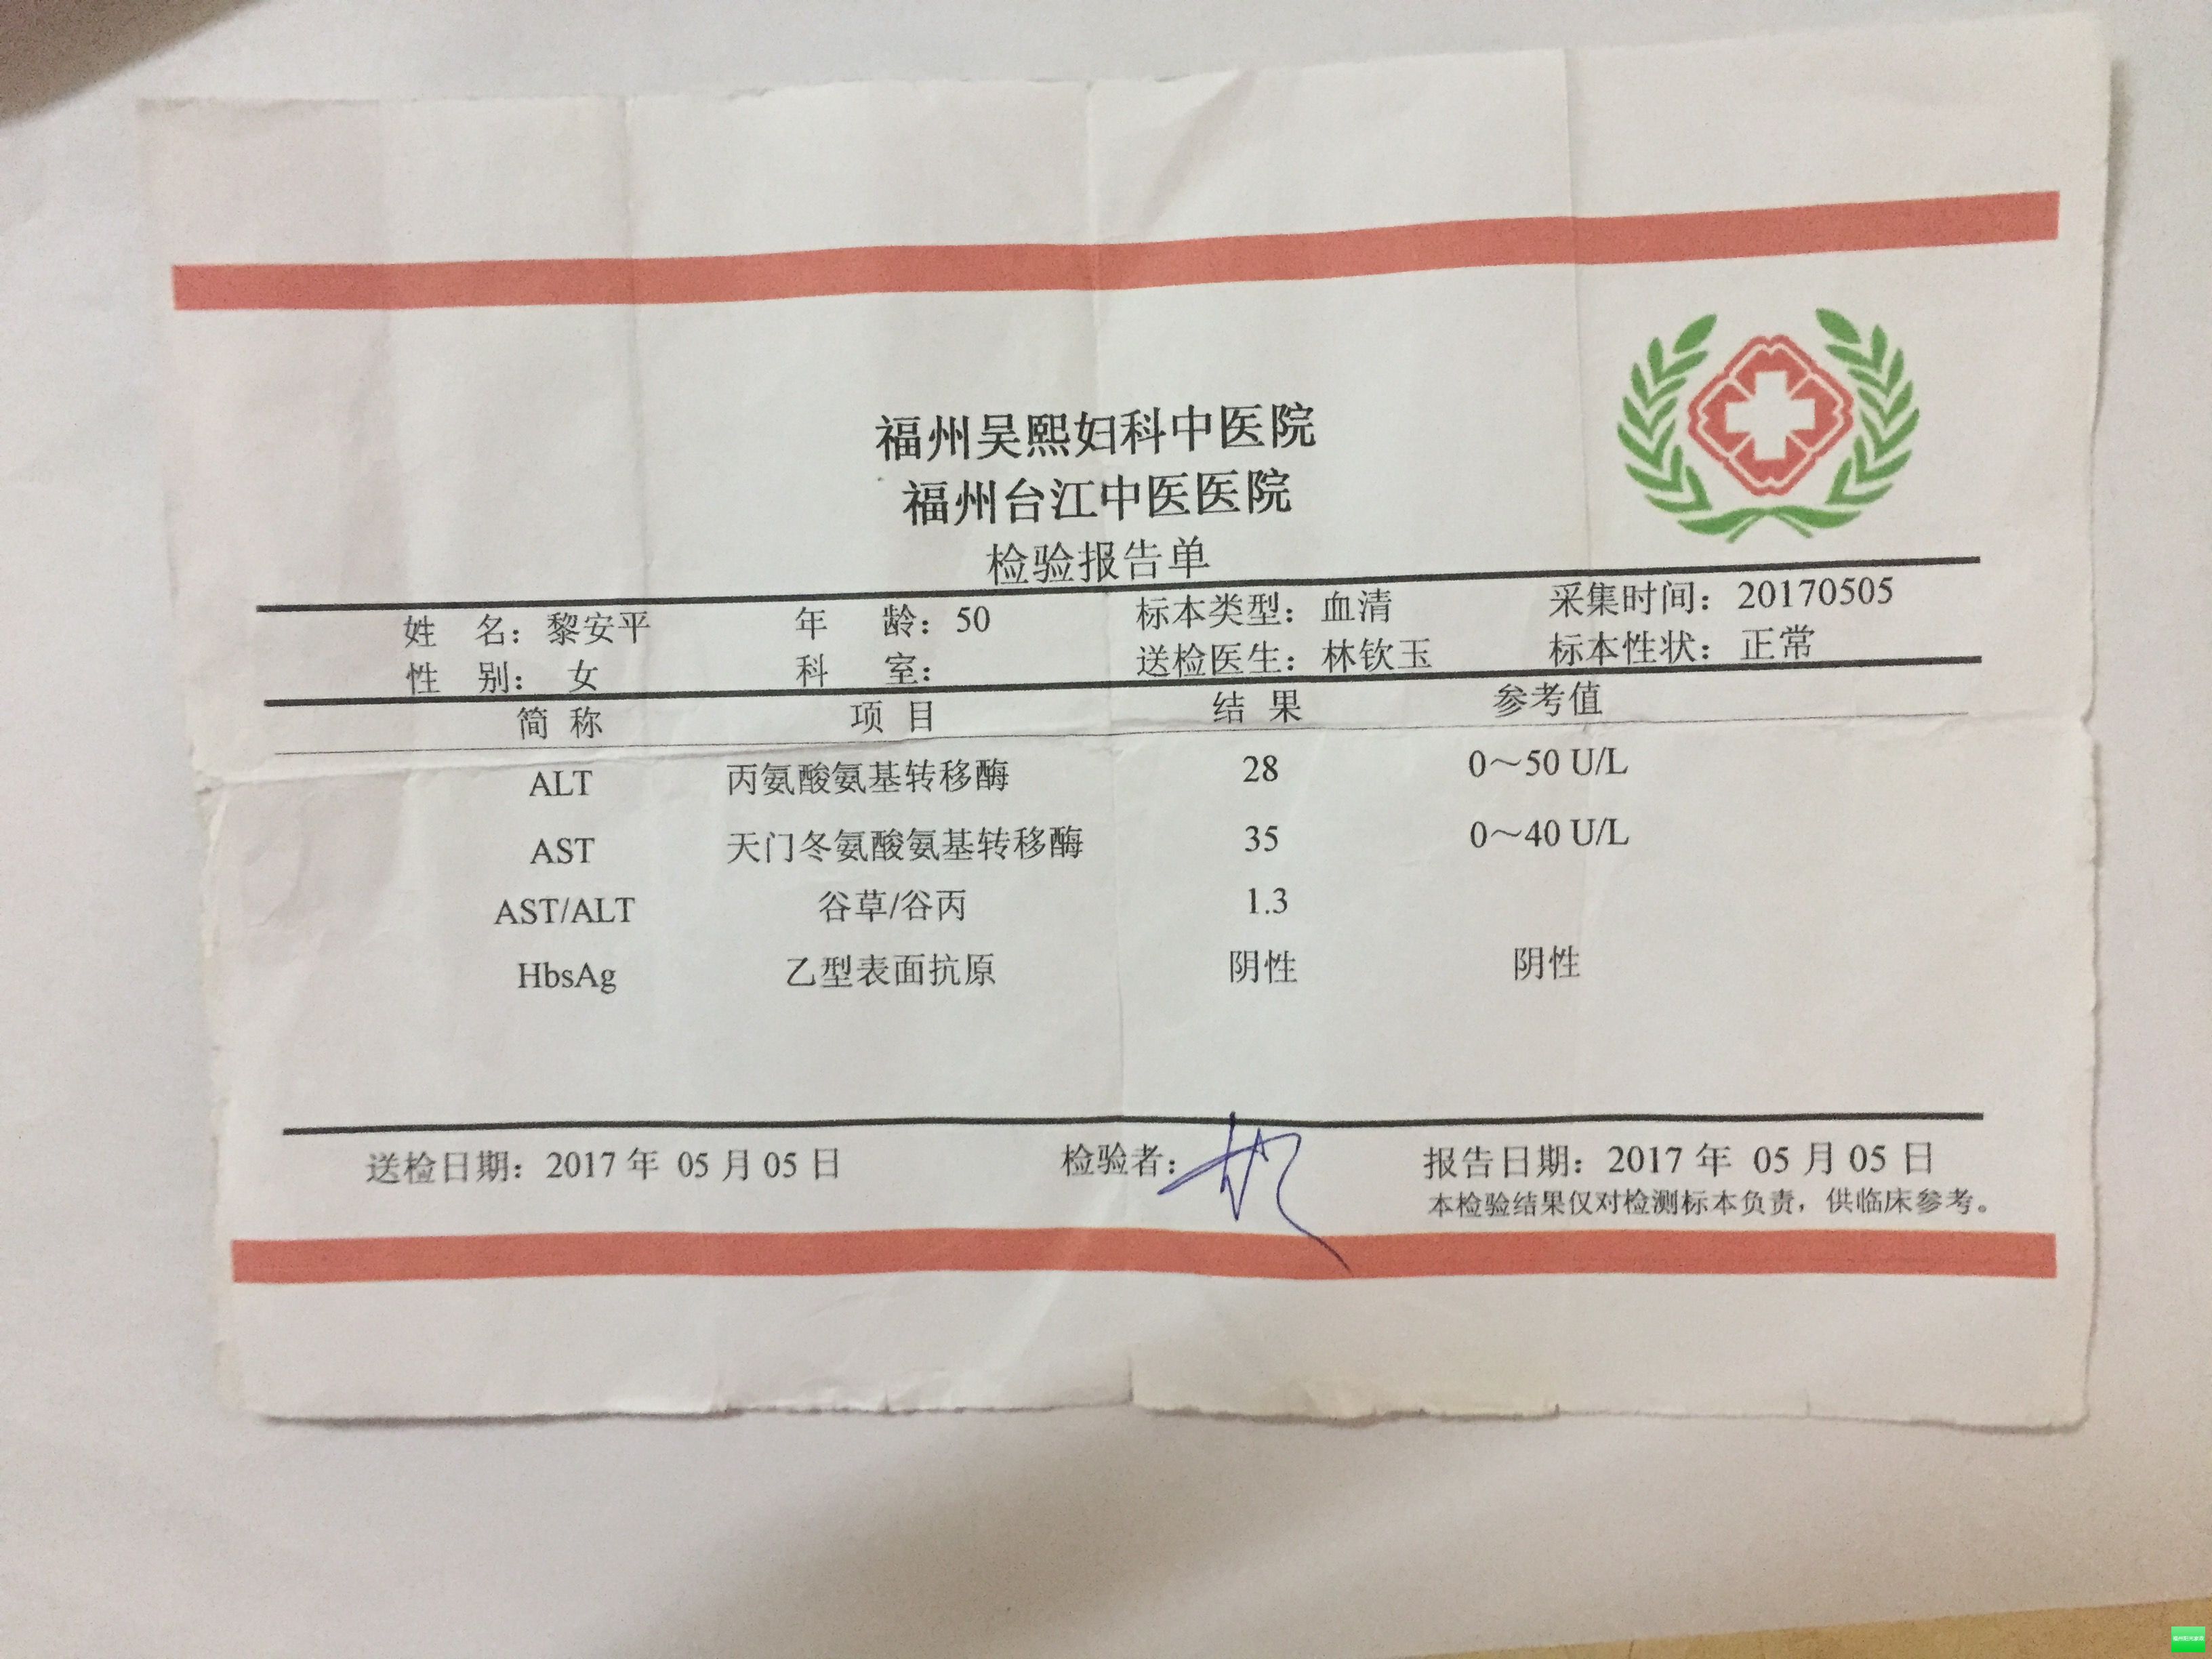 福州吴熙妇科中医院
福州台江中医医院
检验报告单
姓 名：黎安平 年 龄：50 标本类型：血清 采集时间：20170505
性 别： 女 科 室： 送检医生：林钦玉 标本性状：正常
简 称 项 目 结 果 参考值
ALT 丙氨酸氨基转移酶 28 0～50 U/L
AST 天门冬氨酸氨基转移酶 35 0～40 U/L
AST/ALT 谷草/谷丙 1.3
HbsAg 乙型表面抗原 阴性 阴性
送检日期：2017 年 05 月 05 日 检验者： 报告日期：2017 年 05 月 05 日
本检验结果仅对检测标本负责，供临床参考。